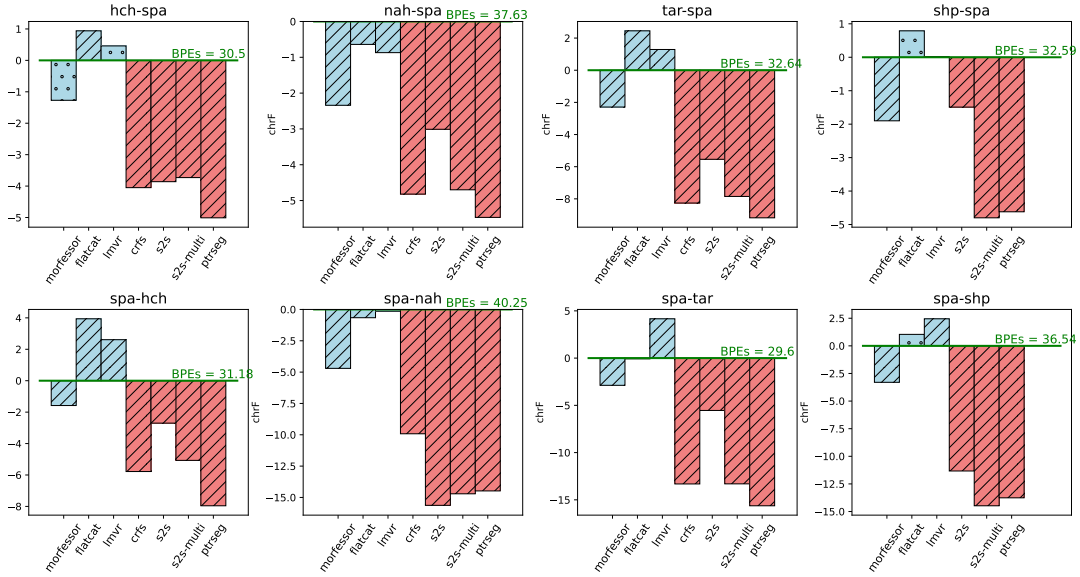 hch-spa
BPEs = 30.5
1
0
−1
−2
−3
−4
−5
morfessor
flatcat
lmvr
crfs
s2s
s2s-multi
ptrseg
nah-spa
BPEs = 37.63
chrF
0
−1
−2
−3
−4
−5
morfessor
flatcat
lmvr
crfs
s2s
s2s-multi
ptrseg
tar-spa
BPEs = 32.64
chrF
2
0
−2
−4
−6
−8
morfessor
flatcat
lmvr
crfs
s2s
s2s-multi
ptrseg
shp-spa
BPEs = 32.59
chrF
1
0
−1
−2
−3
−4
−5
morfessor
flatcat
lmvr
s2s
s2s-multi
ptrseg
spa-hch
BPEs = 31.18
4
2
0
−2
−4
−6
−8
morfessor
flatcat
lmvr
crfs
s2s
s2s-multi
ptrseg
spa-nah
BPEs = 40.25
chrF
0.0
−2.5
−5.0
−7.5
−10.0
−12.5
−15.0
morfessor
flatcat
lmvr
crfs
s2s
s2s-multi
ptrseg
spa-tar
BPEs = 29.6
chrF
5
0
−5
−10
−15
morfessor
flatcat
lmvr
crfs
s2s
s2s-multi
ptrseg
spa-shp
BPEs = 36.54
chrF
2.5
0.0
−2.5
−5.0
−7.5
−10.0
−12.5
−15.0
morfessor
flatcat
lmvr
s2s
s2s-multi
ptrseg